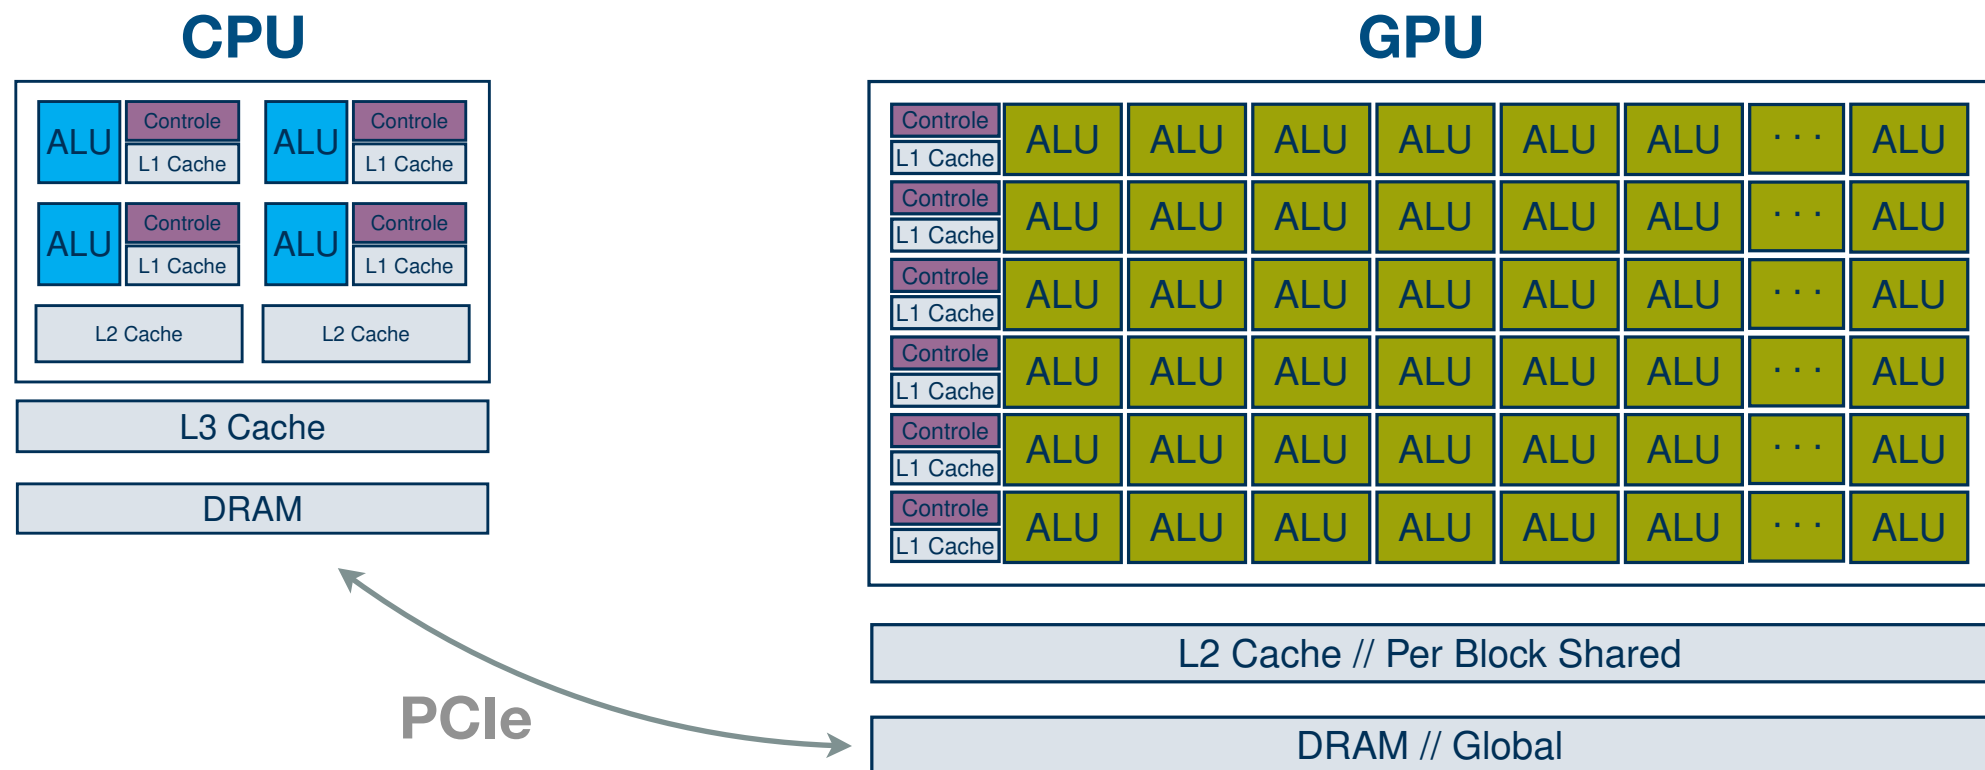 CPU
ALU Controle ALU Controle
L1 Cache L1 Cache
ALU Controle ALU Controle
L1 Cache L1 Cache
L2 Cache L2 Cache
L3 Cache
DRAM
PCIe
GPU
Controle
L1 Cache
ALU ALU ALU ALU ALU ALU . . . ALU
Controle
L1 Cache
ALU ALU ALU ALU ALU ALU . . . ALU
Controle
L1 Cache
ALU ALU ALU ALU ALU ALU . . . ALU
Controle
L1 Cache
ALU ALU ALU ALU ALU ALU . . . ALU
Controle
L1 Cache
ALU ALU ALU ALU ALU ALU . . . ALU
Controle
L1 Cache
ALU ALU ALU ALU ALU ALU . . . ALU
L2 Cache // Per Block Shared
DRAM // Global